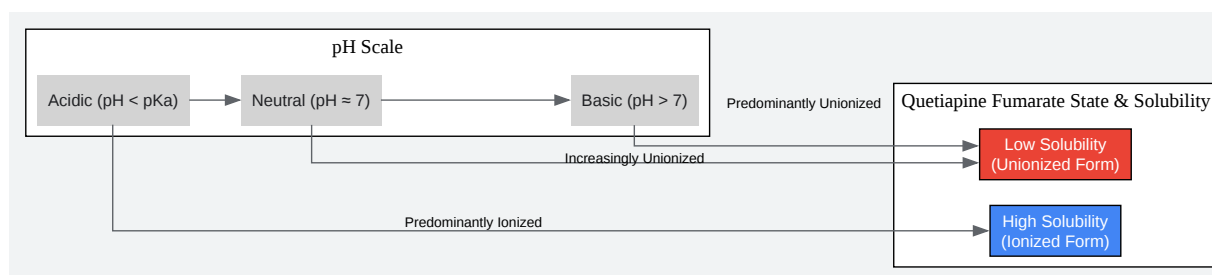 pH Scale
Acidic (pH < pKa)
Neutral (pH ≈ 7)
Basic (pH > 7)
Predominantly Unionized
Quetiapine Fumarate State & Solubility
Low Solubility
(Unionized Form)
Increasingly Unionized
Predominantly Ionized
High Solubility
(Ionized Form)